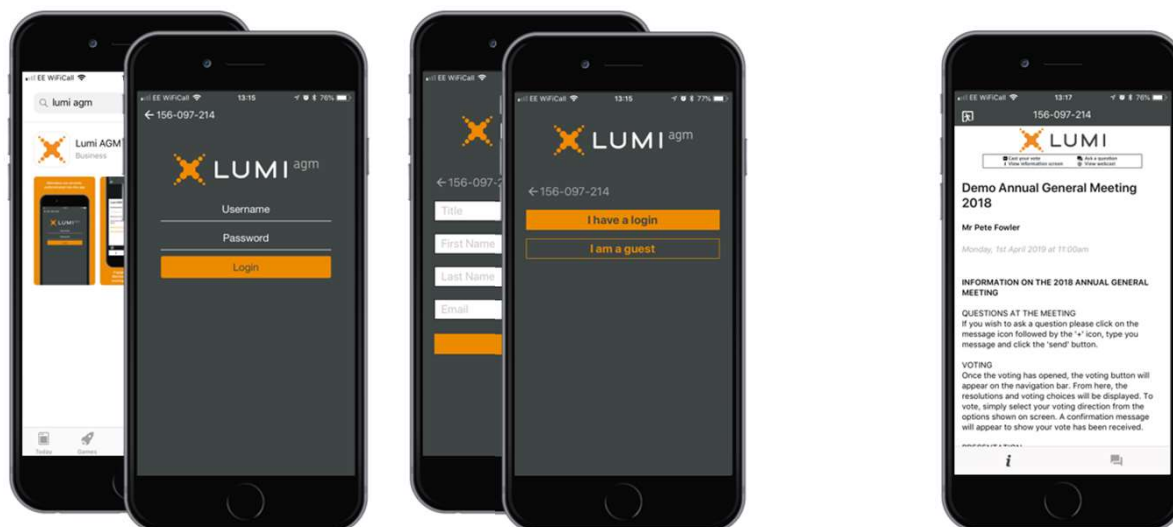 EE WiFiCall
lumi agm
Lumi AGM
Business
Today
Games
EE WiFiCall 13:15 76%
←156-097-214
LUMI agm
Username
Password
Login
EE WiFiCall
←156-097-2
Title
First Name
Last Name
Email
EE WiFiCall 13:15 77%
LUMI agm
←156-097-214
I have a login
I am a guest
EE WiFiCall 13:17 76%
156-097-214
LUMI
Cast your vote Ask a question
View information screen View webcast
Demo Annual General Meeting
2018
Mr Pete Fowler
Monday, 1st April 2019 at 11:00am
INFORMATION ON THE 2018 ANNUAL GENERAL
MEETING
QUESTIONS AT THE MEETING
If you wish to ask a question please click on the
message icon followed by the '+' icon, type you
message and click the 'send' button.
VOTING
Once the voting has opened, the voting button will
appear on the navigation bar. From here, the
resolutions and voting choices will be displayed. To
vote, simply select your voting direction from the
options shown on screen. A confirmation message
will appear to show your vote has been received.